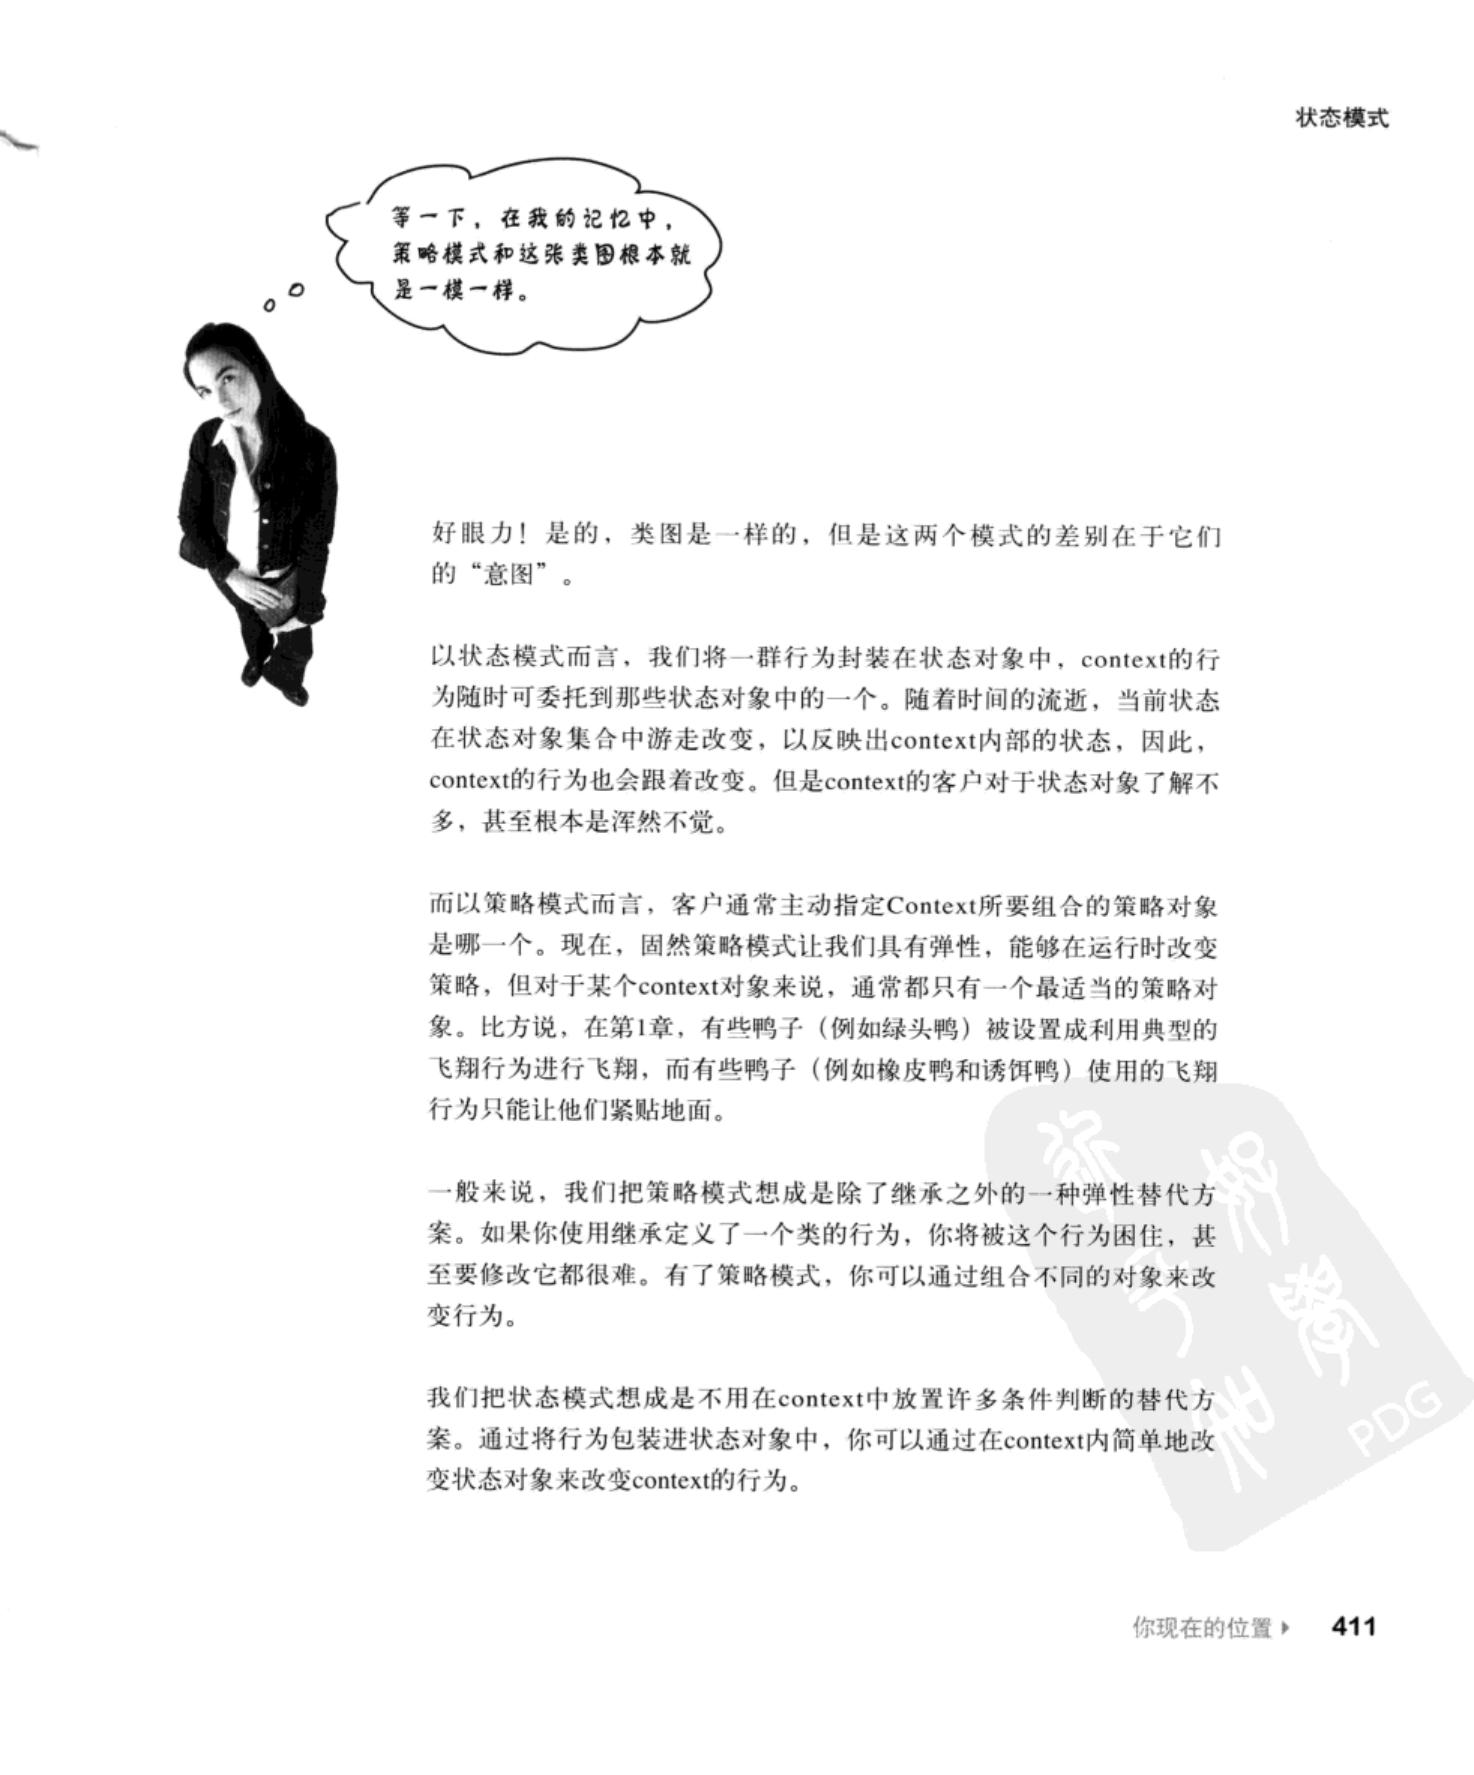 状态模式
等一下，在我的记忆中，
策略模式和这张类图根本就
是一模一样。
好眼力！是的，类图是一样的，但是这两个模式的差别在于它们
的“意图”。
以状态模式而言，我们将一群行为封装在状态对象中，context的行
为随时可委托到那些状态对象中的一个。随着时间的流逝，当前状态
在状态对象集合中游走改变，以反映出context内部的状态，因此，
context的行为也会跟着改变。但是context的客户对于状态对象了解不
多，甚至根本是浑然不觉。
而以策略模式而言，客户通常主动指定Context所要组合的策略对象
是哪一个。现在，固然策略模式让我们具有弹性，能够在运行时改变
策略，但对于某个context对象来说，通常都只有一个最适当的策略对
象。比方说，在第1章，有些鸭子（例如绿头鸭）被设置成利用典型的
飞翔行为进行飞翔，而有些鸭子（例如橡皮鸭和诱饵鸭）使用的飞翔
行为只能让他们紧贴地面。
一般来说，我们把策略模式想成是除了继承之外的一种弹性替代方
案。如果你使用继承定义了一个类的行为，你将被这个行为困住，甚
至要修改它都很难。有了策略模式，你可以通过组合不同的对象来改
变行为。
我们把状态模式想成是不用在context中放置许多条件判断的替代方
案。通过将行为包装进状态对象中，你可以通过在context内简单地改
变状态对象来改变context的行为。
PDG
你现在的位置 411